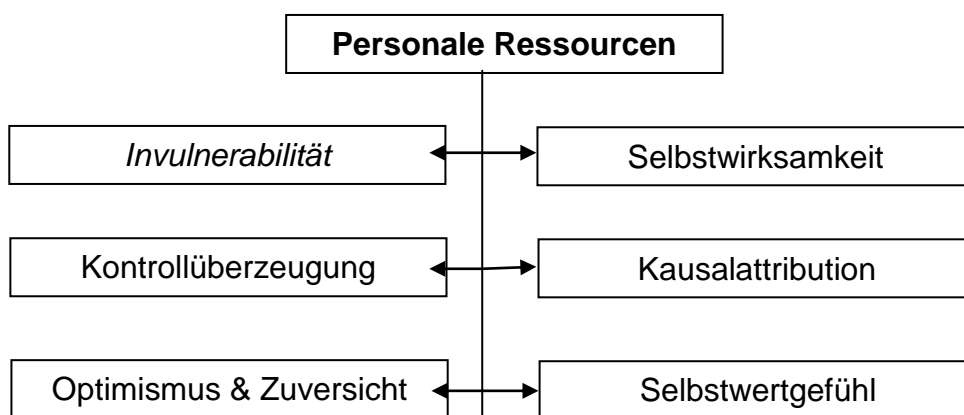 Personale Ressourcen
Invulnerabilität
Selbstwirksamkeit
Kontrollüberzeugung
Kausalattribution
Optimismus & Zuversicht
Selbstwertgefühl